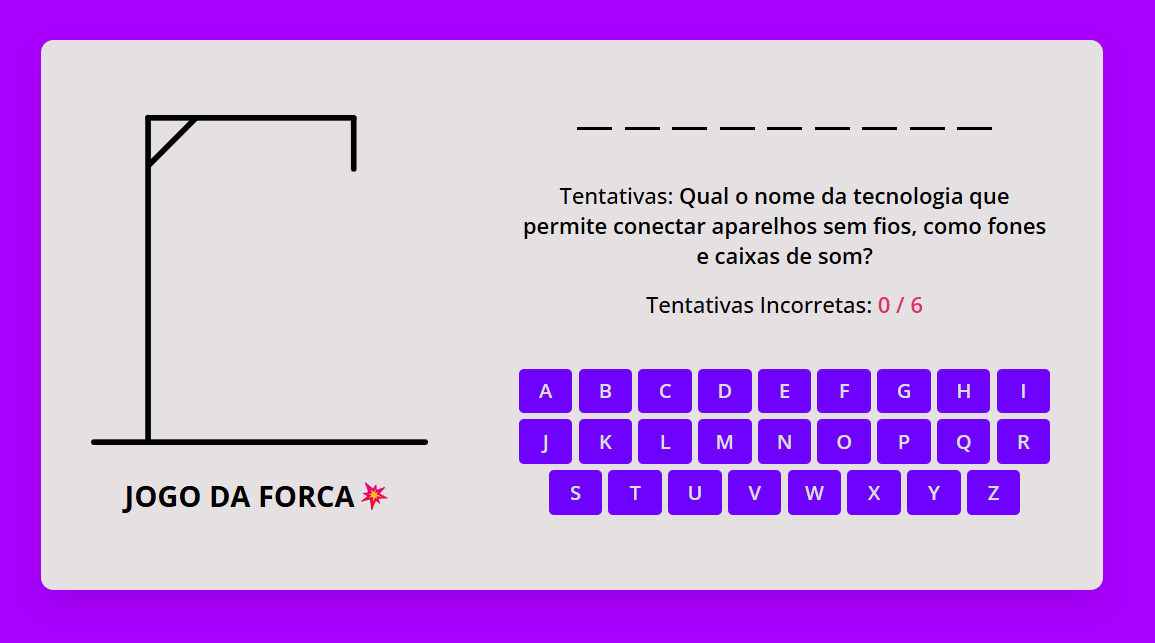 Tentativas: Qual o nome da tecnologia que
permite conectar aparelhos sem fios, como fones
e caixas de som?
Tentativas Incorretas: 0 / 6
A B C D E F G H I
J K L M N O P Q R
S T U V W X Y Z
JOGO DA FORCA 💥